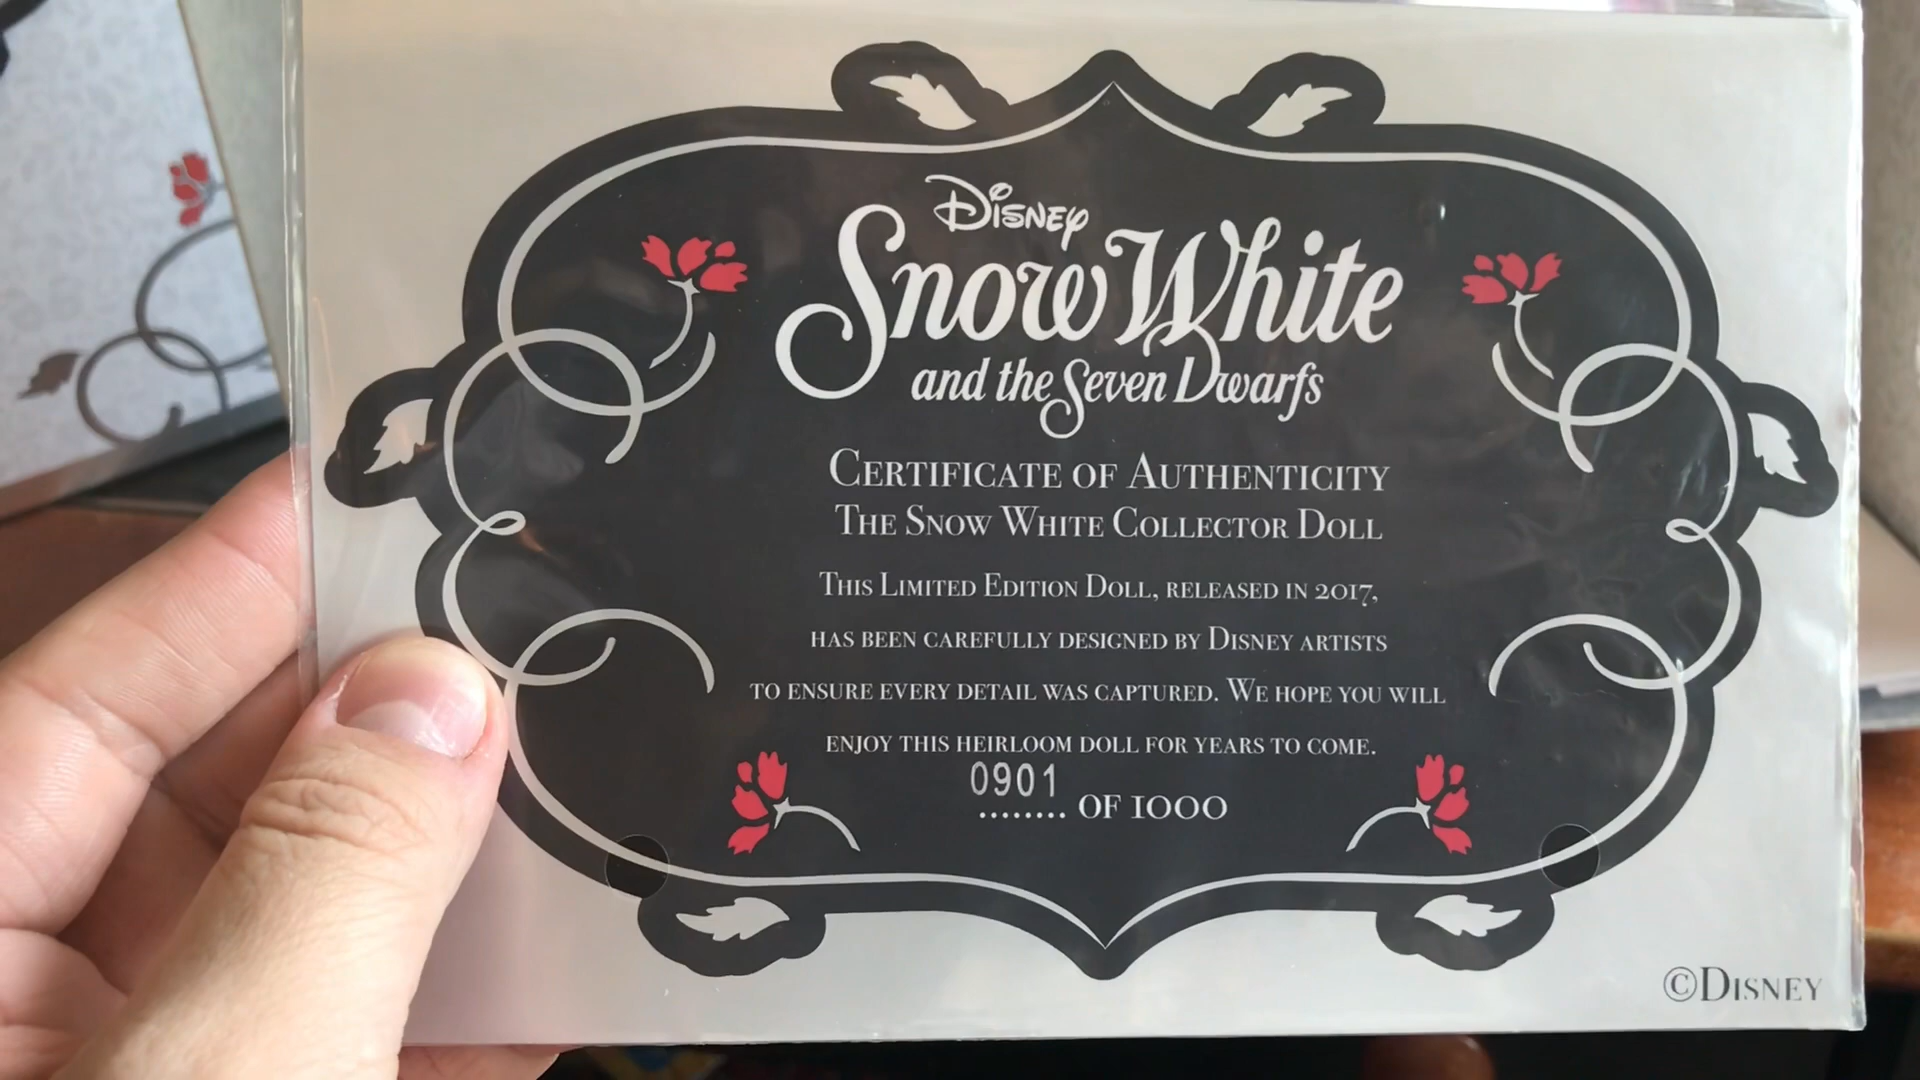 Disney
Snow White
and the Seven Dwarfs
Certificate of Authenticity
The Snow White Collector Doll
This Limited Edition Doll, released in 2017,
has been carefully designed by Disney artists
to ensure every detail was captured. We hope you will
enjoy this heirloom doll for years to come.
0901
........ of 1000
©Disney